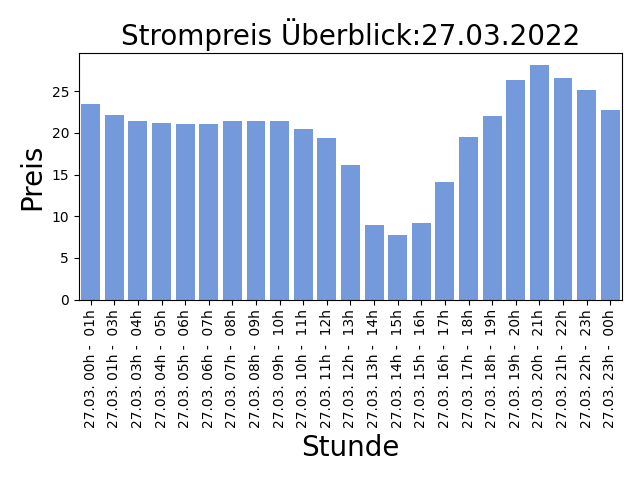 Strompreis Überblick:27.03.2022
Preis
25
20
15
10
5
0
27.03. 00h - 01h
27.03. 01h - 03h
27.03. 03h - 04h
27.03. 04h - 05h
27.03. 05h - 06h
27.03. 06h - 07h
27.03. 07h - 08h
27.03. 08h - 09h
27.03. 09h - 10h
27.03. 10h - 11h
27.03. 11h - 12h
27.03. 12h - 13h
27.03. 13h - 14h
27.03. 14h - 15h
27.03. 15h - 16h
27.03. 16h - 17h
27.03. 17h - 18h
27.03. 18h - 19h
27.03. 19h - 20h
27.03. 20h - 21h
27.03. 21h - 22h
27.03. 22h - 23h
27.03. 23h - 00h
Stunde